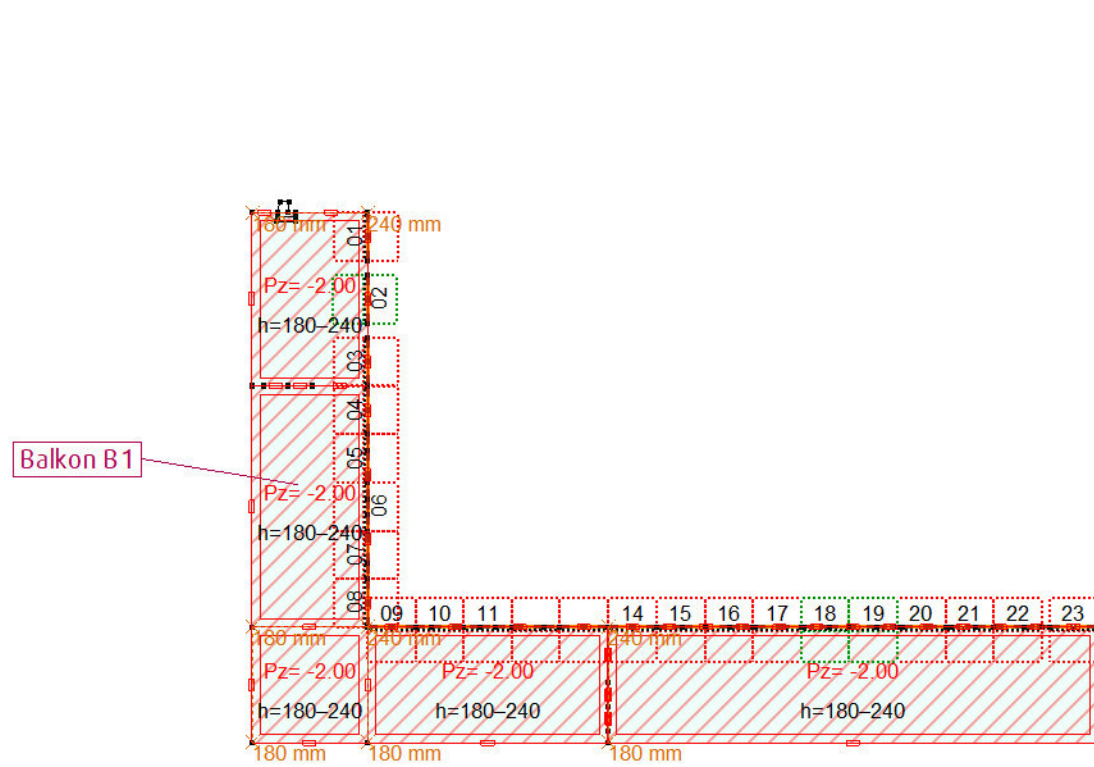 180 mm
240 mm
01
Pz= -2.00
02
h=180–240
03
04
Balkon B1
05
Pz= -2.00
06
h=180–240
07
08
09 10 11 14 15 16 17 18 19 20 21 22 23
180 mm 240 mm 240 mm
Pz= -2.00 Pz= -2.00 Pz= -2.00
h=180–240 h=180–240 h=180–240
180 mm 180 mm 180 mm